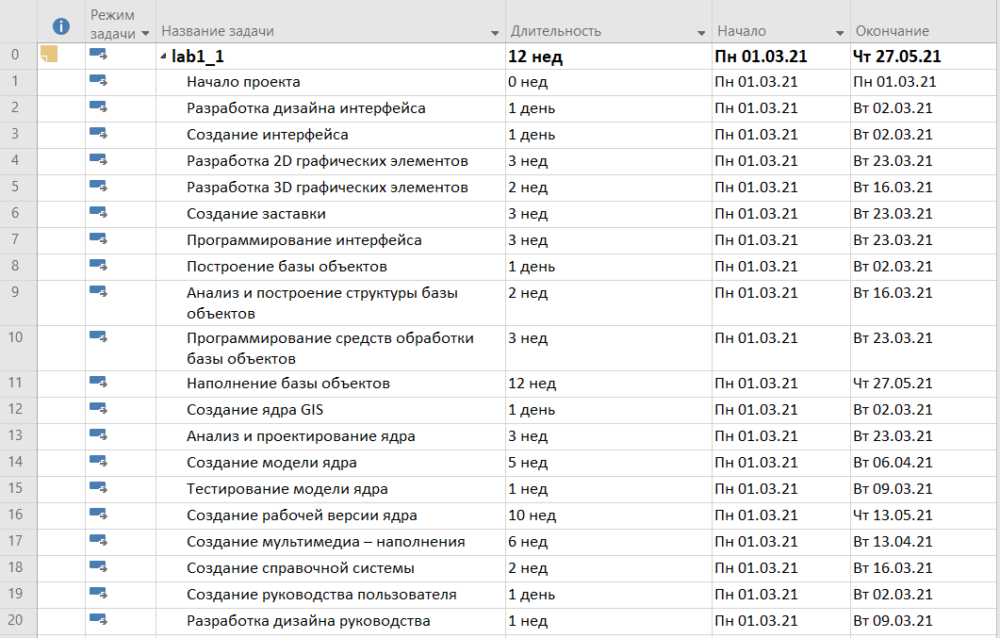 Режим задачи Название задачи Длительность Начало Окончание
0 lab1_1 12 нед Пн 01.03.21 Чт 27.05.21
1 Начало проекта 0 нед Пн 01.03.21 Пн 01.03.21
2 Разработка дизайна интерфейса 1 день Пн 01.03.21 Вт 02.03.21
3 Создание интерфейса 1 день Пн 01.03.21 Вт 02.03.21
4 Разработка 2D графических элементов 3 нед Пн 01.03.21 Вт 23.03.21
5 Разработка 3D графических элементов 2 нед Пн 01.03.21 Вт 16.03.21
6 Создание заставки 3 нед Пн 01.03.21 Вт 23.03.21
7 Программирование интерфейса 3 нед Пн 01.03.21 Вт 23.03.21
8 Построение базы объектов 1 день Пн 01.03.21 Вт 02.03.21
9 Анализ и построение структуры базы 2 нед Пн 01.03.21 Вт 16.03.21
объектов
10 Программирование средств обработки 3 нед Пн 01.03.21 Вт 23.03.21
базы объектов
11 Наполнение базы объектов 12 нед Пн 01.03.21 Чт 27.05.21
12 Создание ядра GIS 1 день Пн 01.03.21 Вт 02.03.21
13 Анализ и проектирование ядра 3 нед Пн 01.03.21 Вт 23.03.21
14 Создание модели ядра 5 нед Пн 01.03.21 Вт 06.04.21
15 Тестирование модели ядра 1 нед Пн 01.03.21 Вт 09.03.21
16 Создание рабочей версии ядра 10 нед Пн 01.03.21 Чт 13.05.21
17 Создание мультимедиа – наполнения 6 нед Пн 01.03.21 Вт 13.04.21
18 Создание справочной системы 2 нед Пн 01.03.21 Вт 16.03.21
19 Создание руководства пользователя 1 день Пн 01.03.21 Вт 02.03.21
20 Разработка дизайна руководства 1 нед Пн 01.03.21 Вт 09.03.21